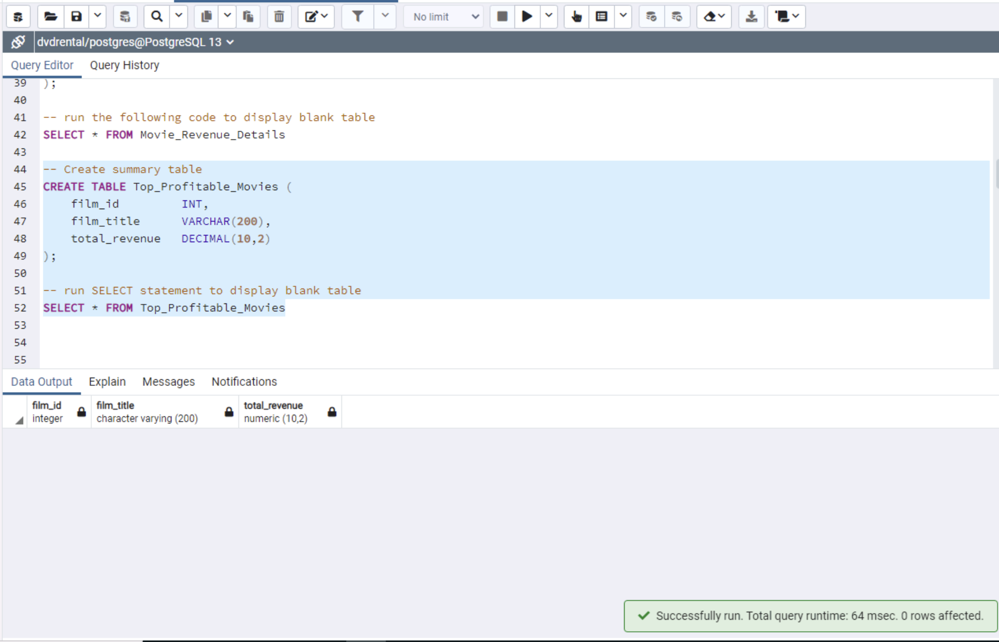 No limit
dvdrental/postgres@PostgreSQL 13
Query Editor Query History
39 );
40
41 -- run the following code to display blank table
42 SELECT * FROM Movie_Revenue_Details
43
44 -- Create summary table
45 CREATE TABLE Top_Profitable_Movies (
46 film_id INT,
47 film_title VARCHAR(200),
48 total_revenue DECIMAL(10,2)
49 );
50
51 -- run SELECT statement to display blank table
52 SELECT * FROM Top_Profitable_Movies
53
54
55
Data Output Explain Messages Notifications
film_id film_title total_revenue
integer character varying (200) numeric (10,2)
Successfully run. Total query runtime: 64 msec. 0 rows affected.